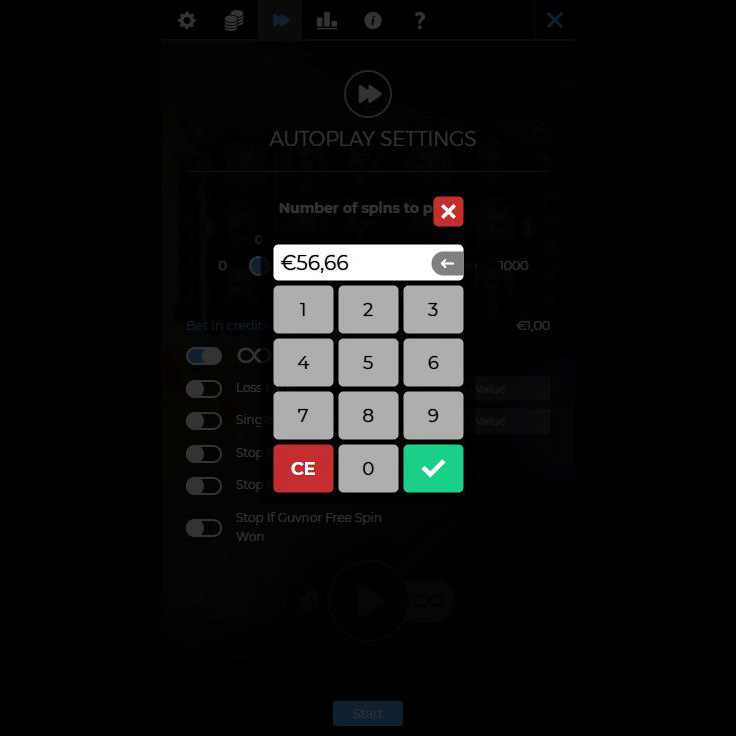 ?
AUTOPLAY SETTINGS
Number of spins to p
0
0 1000
€56,66
1 2 3
Bet in credit €1,00
4 5 6
Loss Value
7 8 9
Sing Value
Stop
CE 0
Stop
Stop If Guvnor Free Spin
Won
Start